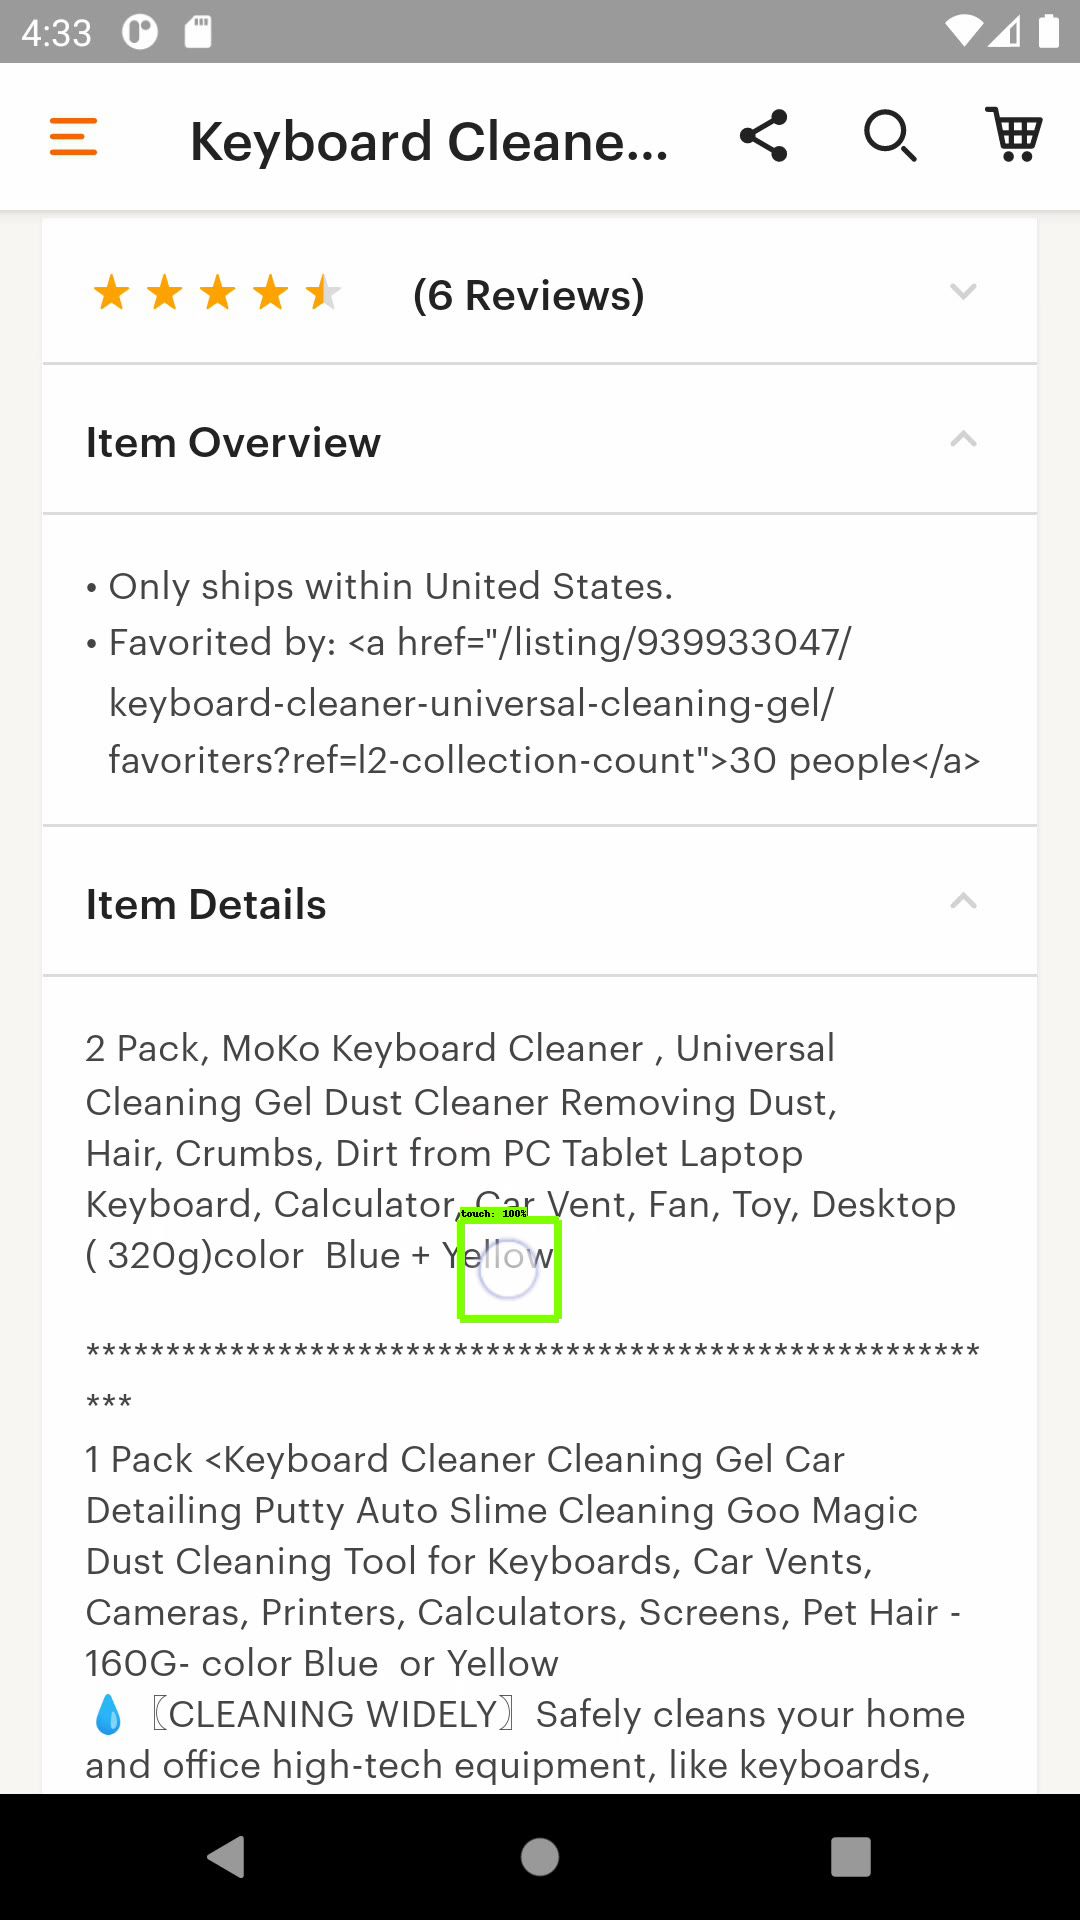 4:33
Keyboard Cleane...
(6 Reviews)
Item Overview
• Only ships within United States.
• Favorited by: <a href="/listing/939933047/
keyboard-cleaner-universal-cleaning-gel/
favoriters?ref=l2-collection-count">30 people</a>
Item Details
2 Pack, MoKo Keyboard Cleaner , Universal
Cleaning Gel Dust Cleaner Removing Dust,
Hair, Crumbs, Dirt from PC Tablet Laptop
Keyboard, Calculator, Car Vent, Fan, Toy, Desktop
touch: 100%
( 320g)color  Blue + Yellow
********************************************************
***
1 Pack <Keyboard Cleaner Cleaning Gel Car
Detailing Putty Auto Slime Cleaning Goo Magic
Dust Cleaning Tool for Keyboards, Car Vents,
Cameras, Printers, Calculators, Screens, Pet Hair -
160G- color Blue  or Yellow
💧〖CLEANING WIDELY〗Safely cleans your home
and office high-tech equipment, like keyboards,